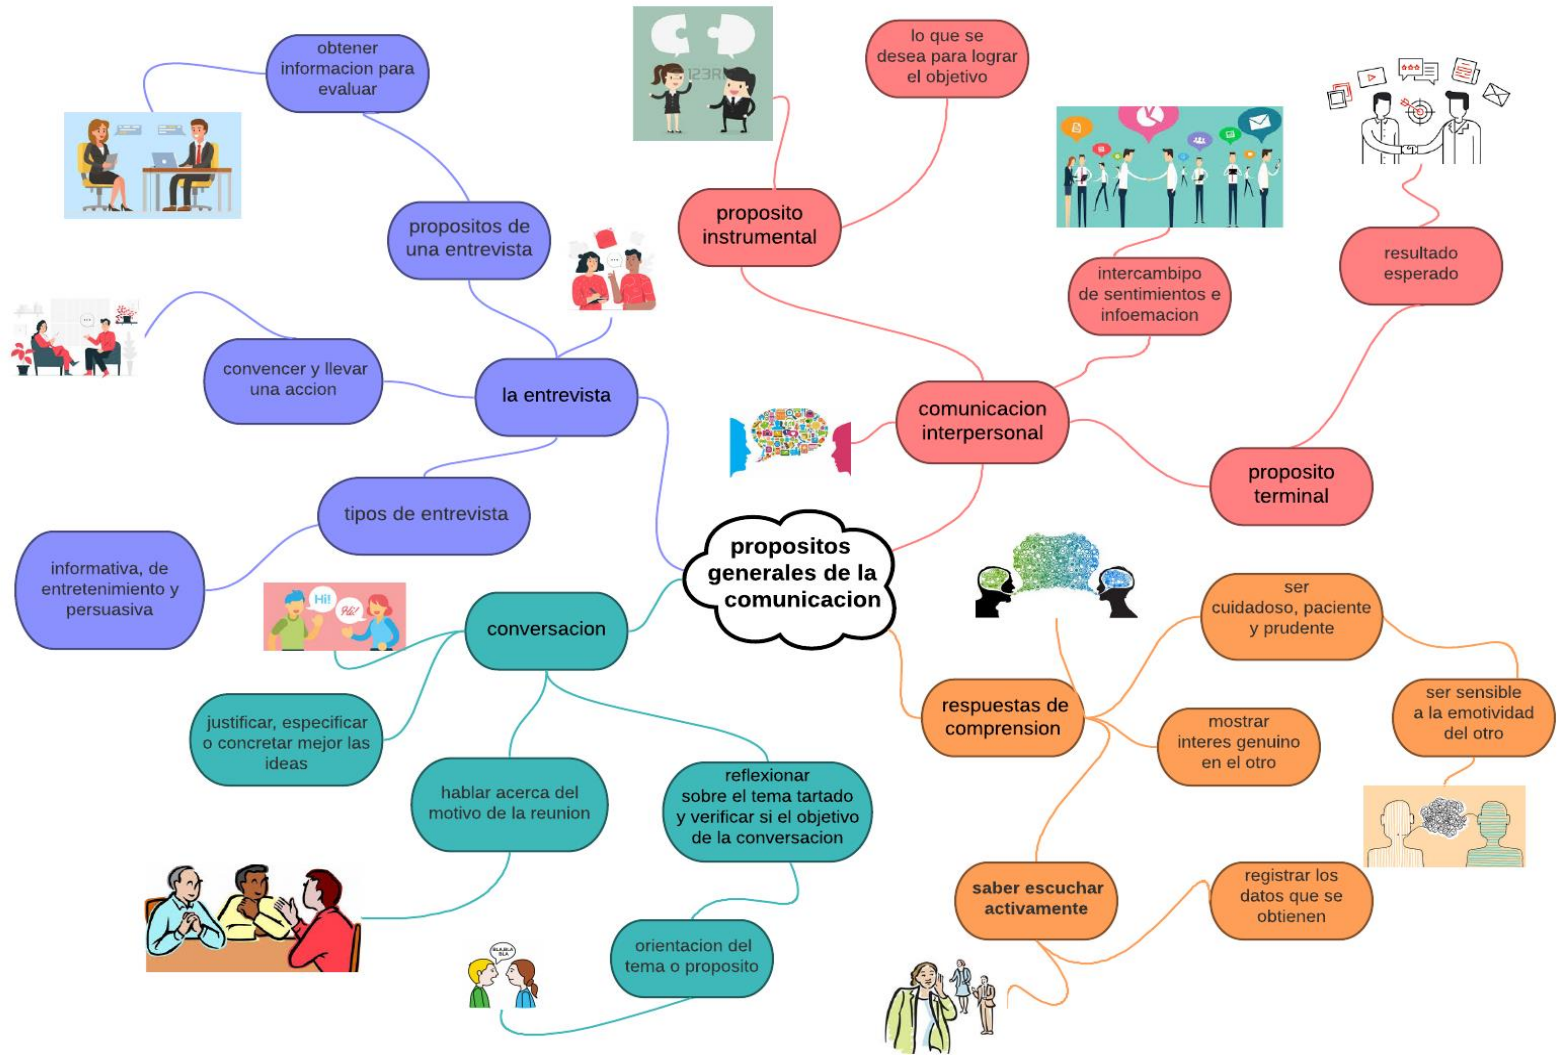 obtener
informacion para
evaluar
propositos de
una entrevista
convencer y llevar
una accion
la entrevista
tipos de entrevista
informativa, de
entretenimiento y
persuasiva
123R
lo que se
desea para lograr
el objetivo
proposito
instrumental
intercambipo
de sentimientos e
infoemacion
resultado
esperado
comunicacion
interpersonal
proposito
terminal
propositos
generales de la
comunicacion
Hi!
Hi!
conversacion
justificar, especificar
o concretar mejor las
ideas
hablar acerca del
motivo de la reunion
reflexionar
sobre el tema tartado
y verificar si el objetivo
de la conversacion
orientacion del
tema o proposito
BLA,BLA
BLA
respuestas de
comprension
ser
cuidadoso, paciente
y prudente
ser sensible
a la emotividad
del otro
mostrar
interes genuino
en el otro
saber escuchar
activamente
registrar los
datos que se
obtienen